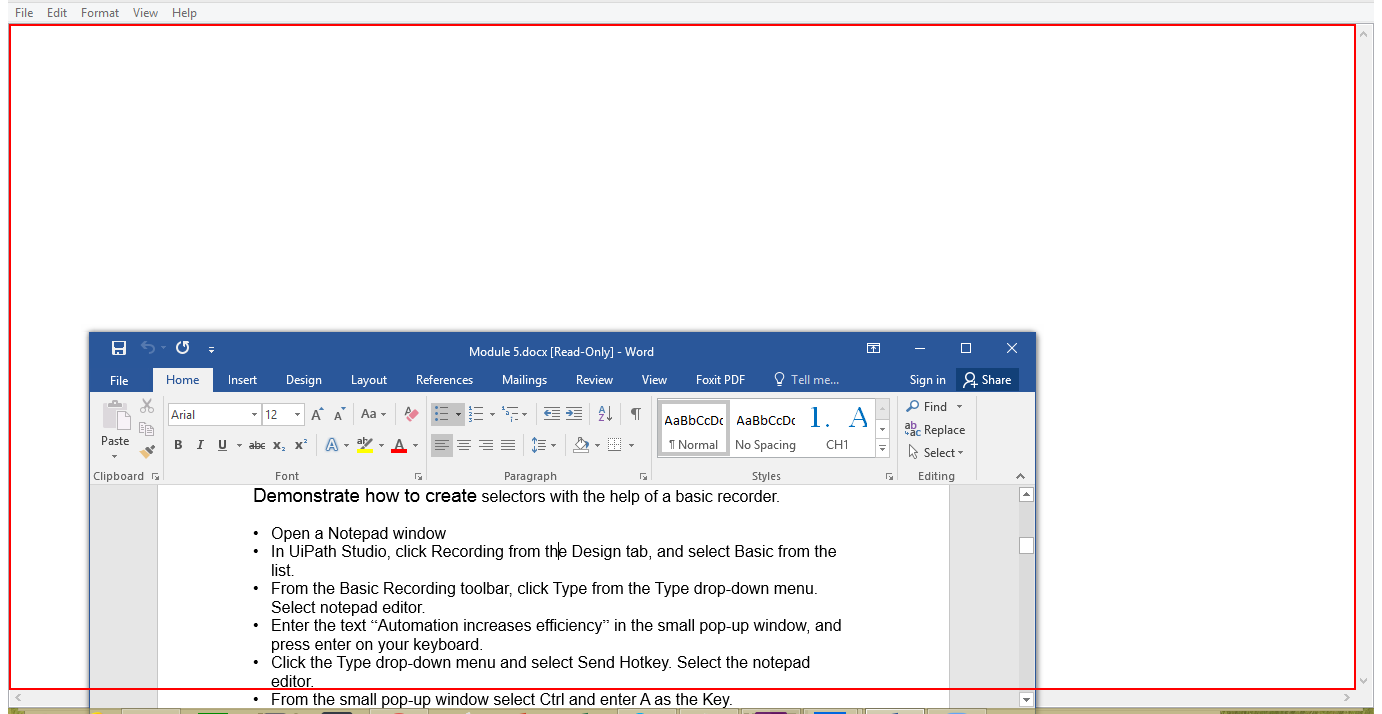 File Edit Format View Help
Module 5.docx [Read-Only] - Word
File Home Insert Design Layout References Mailings Review View Foxit PDF Tell me... Sign in Share
Arial 12 Aa AaBbCcDc AaBbCcDc 1. A Find
Paste Replace
B I U abc X₂ X² A ab A ¶ Normal No Spacing CH1 Select
Clipboard Font Paragraph Styles Editing
Demonstrate how to create selectors with the help of a basic recorder.
• Open a Notepad window
• In UiPath Studio, click Recording from the Design tab, and select Basic from the
list.
• From the Basic Recording toolbar, click Type from the Type drop-down menu.
Select notepad editor.
• Enter the text “Automation increases efficiency” in the small pop-up window, and
press enter on your keyboard.
• Click the Type drop-down menu and select Send Hotkey. Select the notepad
editor.
• From the small pop-up window select Ctrl and enter A as the Key.